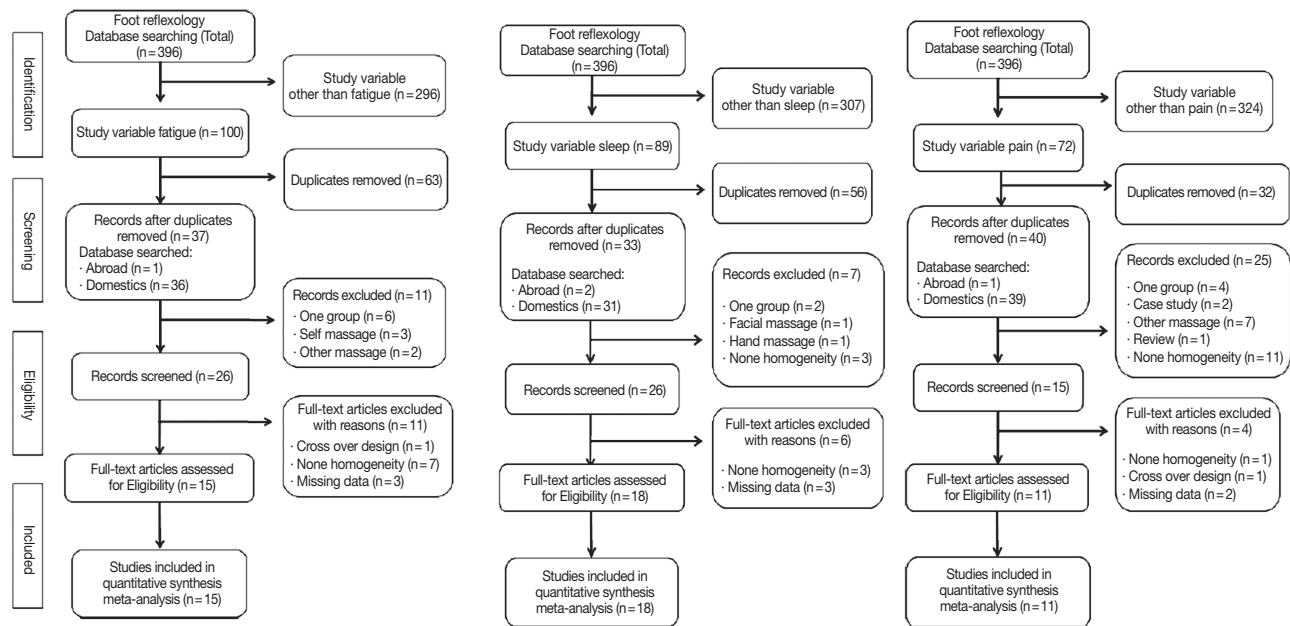 Identification
Screening
Eligibility
Included
Foot reflexology
Database searching (Total)
(n=396)
Study variable
other than fatigue (n=296)
Study variable fatigue (n=100)
Duplicates removed (n=63)
Records after duplicates
removed (n=37)
Database searched:
· Abroad (n=1)
· Domestics (n=36)
Records excluded (n=11)
· One group (n=6)
· Self massage (n=3)
· Other massage (n=2)
Records screened (n=26)
Full-text articles excluded
with reasons (n=11)
· Cross over design (n=1)
· None homogeneity (n=7)
· Missing data (n=3)
Full-text articles assessed
for Eligibility (n=15)
Studies included in
quantitative synthesis
meta-analysis (n=15)
Foot reflexology
Database searching (Total)
(n=396)
Study variable
other than sleep (n=307)
Study variable sleep (n=89)
Duplicates removed (n=56)
Records after duplicates
removed (n=33)
Database searched:
· Abroad (n=2)
· Domestics (n=31)
Records excluded (n=7)
· One group (n=2)
· Facial massage (n=1)
· Hand massage (n=1)
· None homogeneity (n=3)
Records screened (n=26)
Full-text articles excluded
with reasons (n=6)
· None homogeneity (n=3)
· Missing data (n=3)
Full-text articles assessed
for Eligibility (n=18)
Studies included in
quantitative synthesis
meta-analysis (n=18)
Foot reflexology
Database searching (Total)
(n=396)
Study variable
other than pain (n=324)
Study variable pain (n=72)
Duplicates removed (n=32)
Records after duplicates
removed (n=40)
Database searched:
· Abroad (n=1)
· Domestics (n=39)
Records excluded (n=25)
· One group (n=4)
· Case study (n=2)
· Other massage (n=7)
· Review (n=1)
· None homogeneity (n=11)
Records screened (n=15)
Full-text articles excluded
with reasons (n=4)
· None homogeneity (n=1)
· Cross over design (n=1)
· Missing data (n=2)
Full-text articles assessed
for Eligibility (n=11)
Studies included in
quantitative synthesis
meta-analysis (n=11)